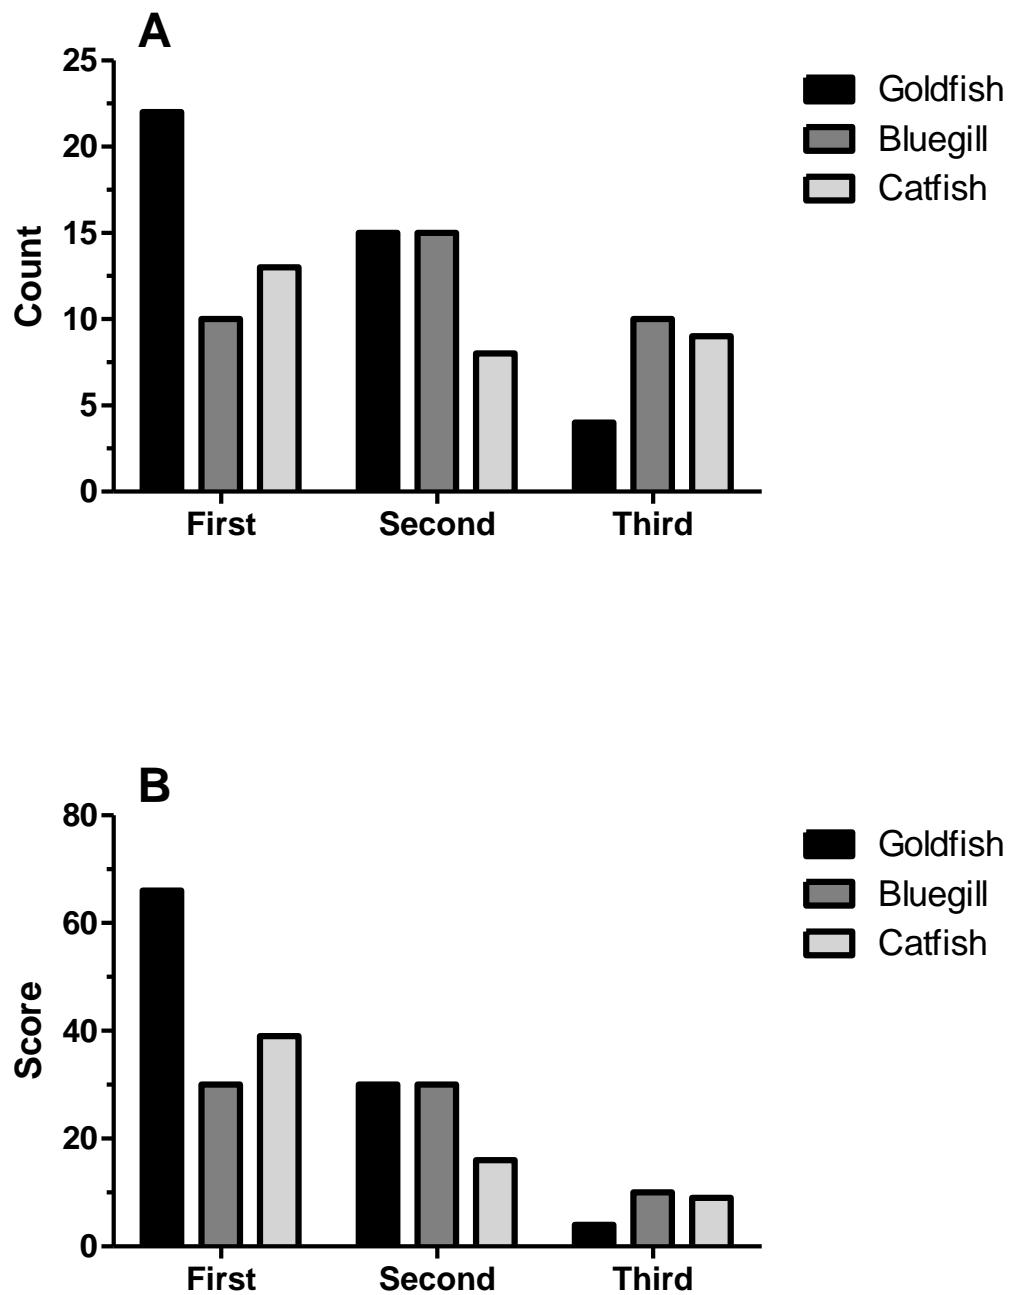 A
25
20
15
10
5
0
Count
First Second Third
Goldfish
Bluegill
Catfish
B
80
60
40
20
0
Score
First Second Third
Goldfish
Bluegill
Catfish